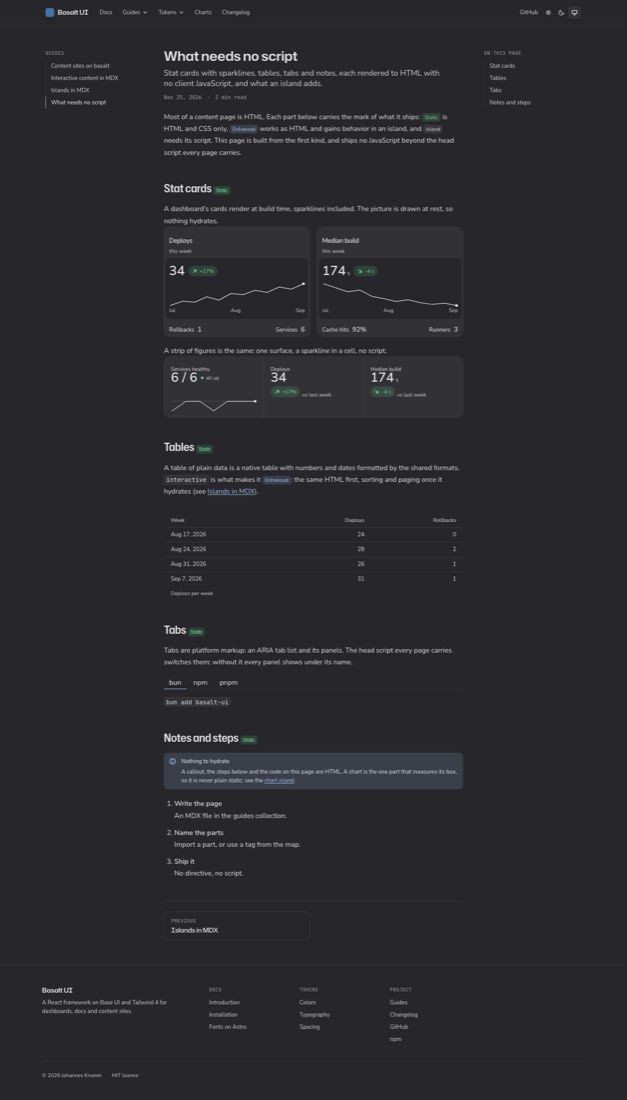 Basalt UI Docs Guides Tokens Charts Changelog GitHub
GUIDES
Content sites on basalt
Interactive content in MDX
Islands in MDX
What needs no script
What needs no script
Stat cards with sparklines, tables, tabs and notes, each rendered to HTML with
no client JavaScript, and what an island adds.
Nov 25, 2026 · 2 min read
Most of a content page is HTML. Each part below carries the mark of what it ships: Static is
HTML and CSS only, Enhanced works as HTML and gains behavior in an island, and Island
needs its script. This page is built from the first kind, and ships no JavaScript beyond the head
script every page carries.
ON THIS PAGE
Stat cards
Tables
Tabs
Notes and steps
Stat cards Static
A dashboard's cards render at build time, sparklines included. The picture is drawn at rest, so
nothing hydrates.
Deploys
this week
34 +17%
Jul Aug Sep
Rollbacks 1 Services 6
Median build
this week
174 s -4 s
Jul Aug Sep
Cache hits 92% Runners 3
A strip of figures is the same: one surface, a sparkline in a cell, no script.
Services healthy
6 / 6 all up
Deploys
34
+17% vs last week
Median build
174 s
-4 s vs last week
Tables Static
A table of plain data is a native table with numbers and dates formatted by the shared formats.
interactive is what makes it Enhanced: the same HTML first, sorting and paging once it
hydrates (see Islands in MDX).
Week Deploys Rollbacks
Aug 17, 2026 24 0
Aug 24, 2026 28 2
Aug 31, 2026 26 1
Sep 7, 2026 31 1
Deploys per week
Tabs Static
Tabs are platform markup: an ARIA tab list and its panels. The head script every page carries
switches them; without it every panel shows under its name.
bun npm pnpm
bun add basalt-ui
Notes and steps Static
Nothing to hydrate
A callout, the steps below and the code on this page are HTML. A chart is the one part that measures its box,
so it is never plain static: see the chart island.
1. Write the page
An MDX file in the guides collection.
2. Name the parts
Import a part, or use a tag from the map.
3. Ship it
No directive, no script.
PREVIOUS
Islands in MDX
Basalt UI
A React framework on Base UI and Tailwind 4 for
dashboards, docs and content sites.
DOCS
Introduction
Installation
Fonts on Astro
TOKENS
Colors
Typography
Spacing
PROJECT
Guides
Changelog
GitHub
npm
© 2026 Johannes Krumm MIT license